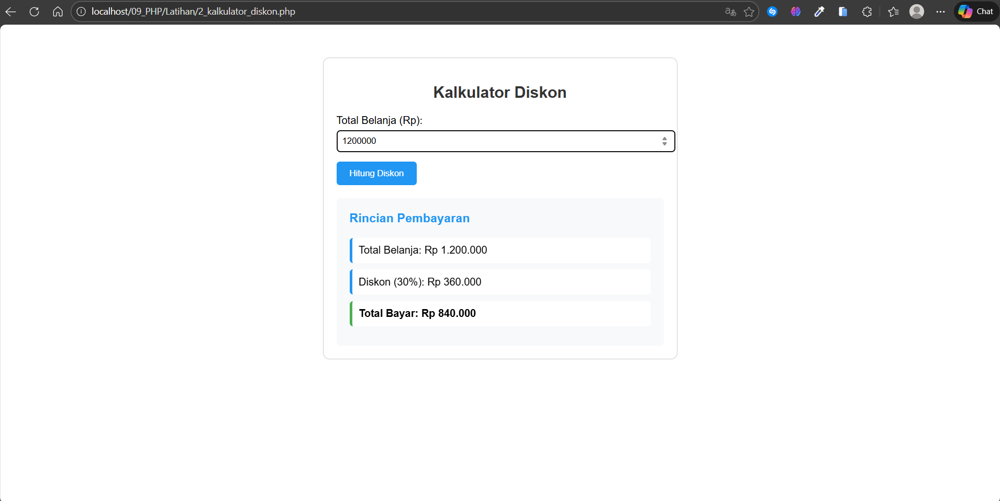 localhost/09_PHP/Latihan/2_kalkulator_diskon.php
Chat
Kalkulator Diskon
Total Belanja (Rp):
1200000
Hitung Diskon
Rincian Pembayaran
Total Belanja: Rp 1.200.000
Diskon (30%): Rp 360.000
Total Bayar: Rp 840.000